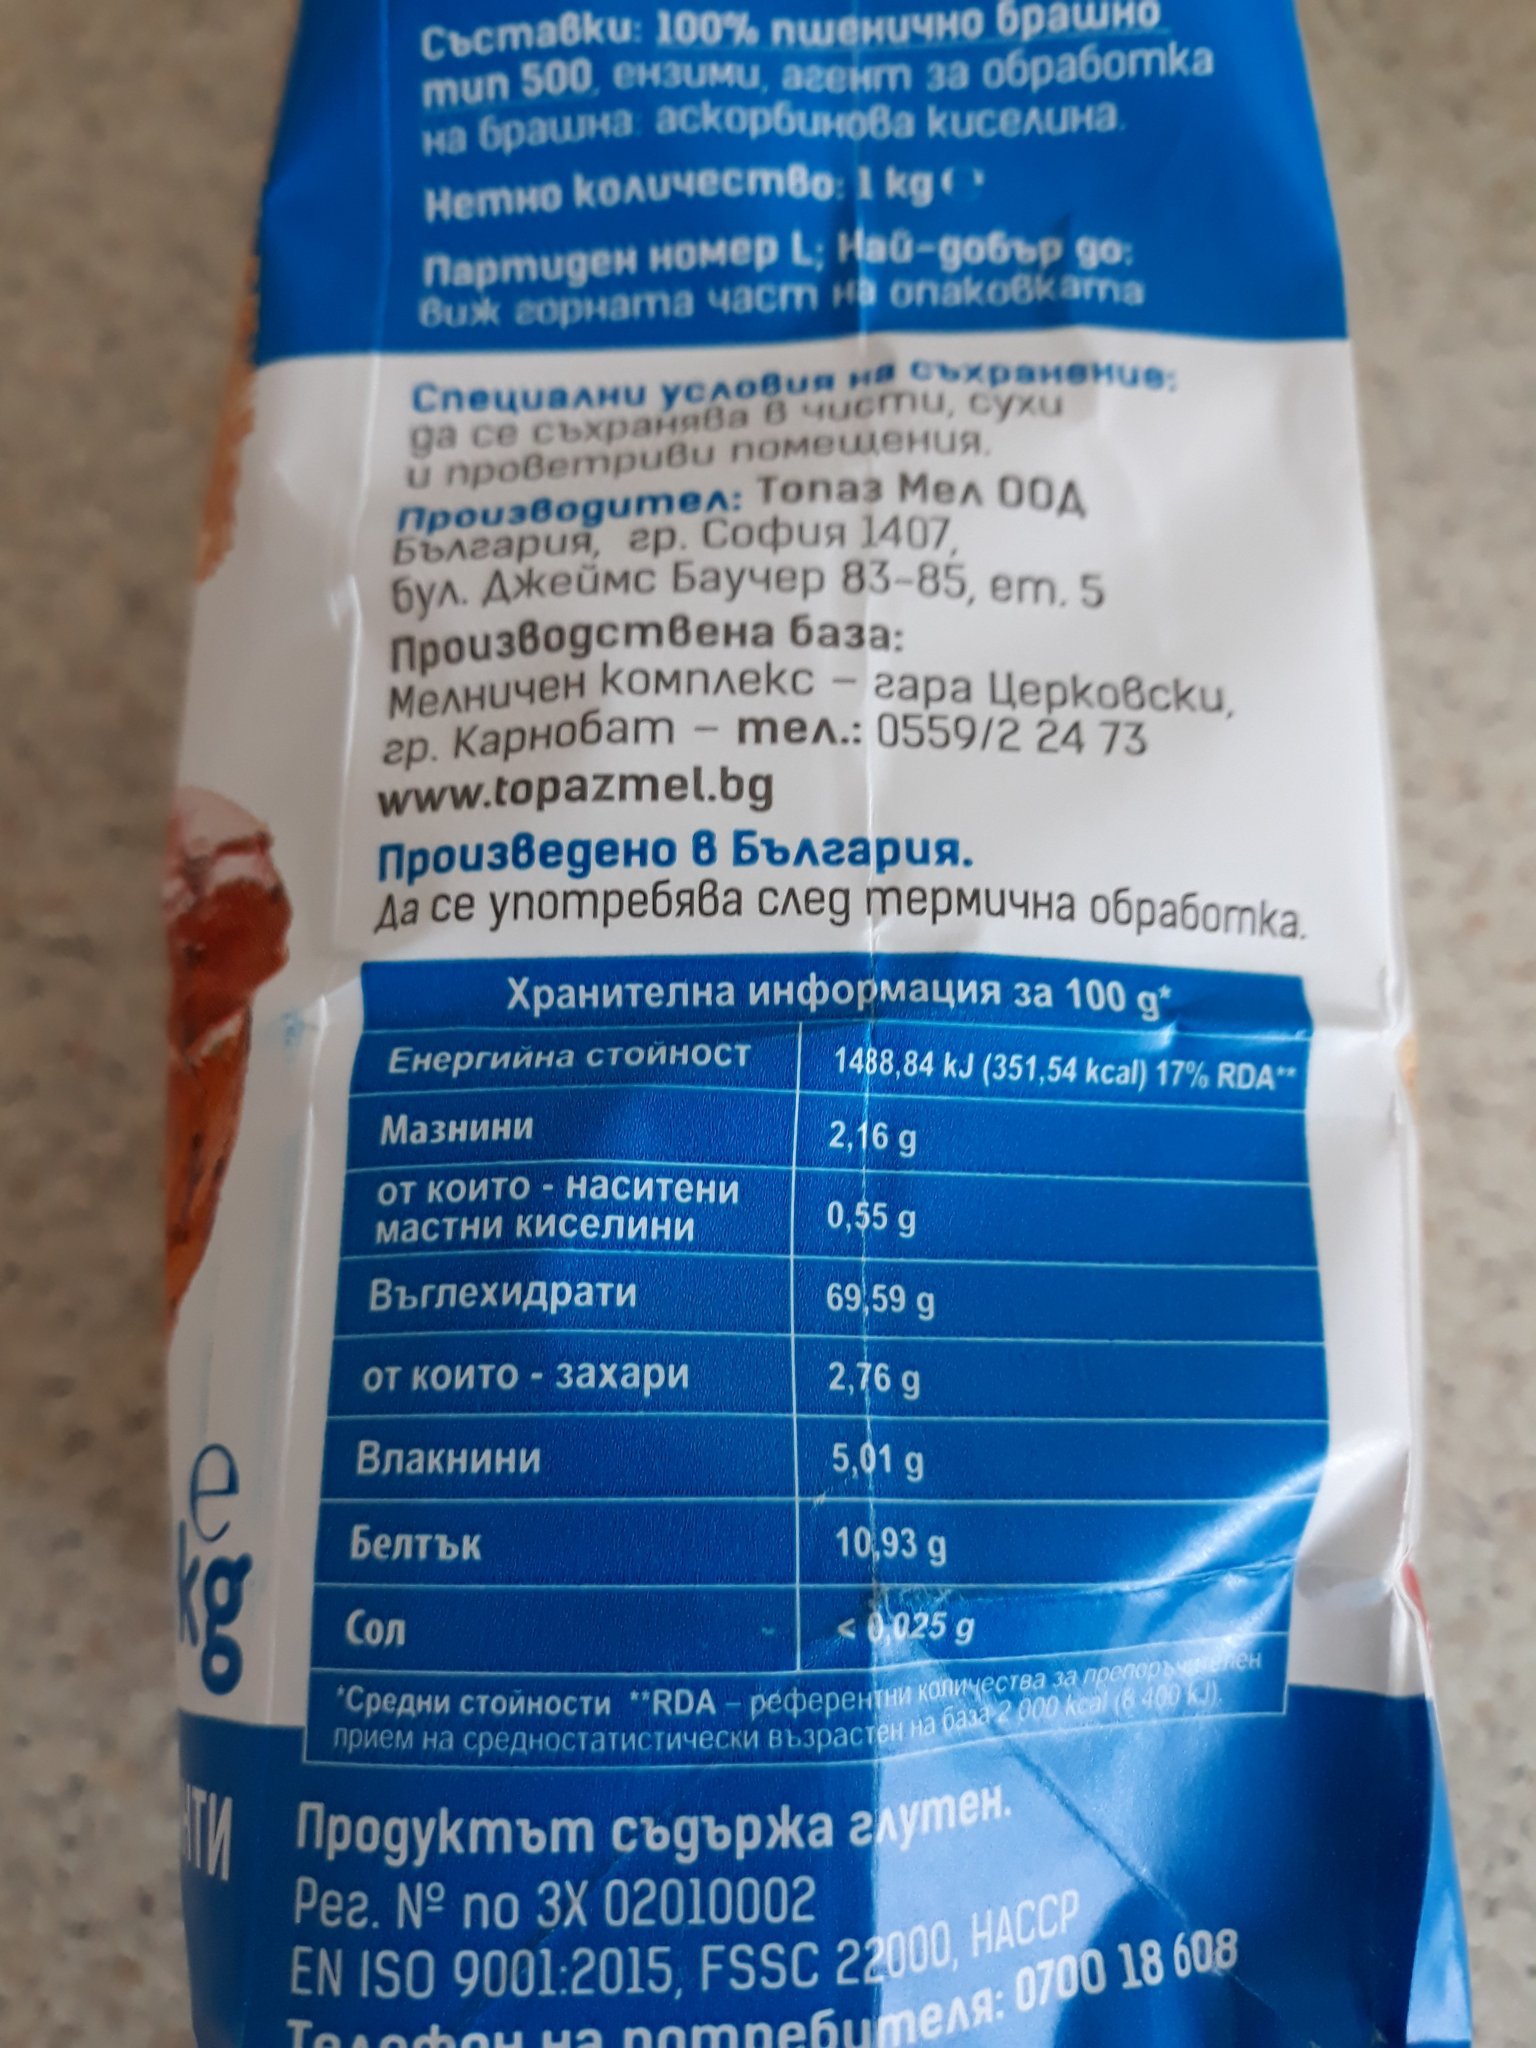 Съставки: 100% пшенично брашно
тип 500, ензими, агент за обработка
на брашна: аскорбинова киселина.
Нетно количество: 1 kg e
Партиден номер L; Най-добър до:
виж горната част на опаковката
Специални условия на съхранение:
да се съхранява в чисти, сухи
и проветриви помещения.
Производител: Топаз Мел ООД
България, гр. София 1407,
бул. Джеймс Баучер 83-85, ет. 5
Производствена база:
Мелничен комплекс – гара Церковски,
гр. Карнобат – тел.: 0559/2 24 73
www.topazmel.bg
Произведено в България.
Да се употребява след термична обработка.
Хранителна информация за 100 g*
Енергийна стойност 1488,84 kJ (351,54 kcal) 17% RDA**
Мазнини 2,16 g
от които - наситени
мастни киселини 0,55 g
Въглехидрати 69,59 g
от които - захари 2,76 g
Влакнини 5,01 g
Белтък 10,93 g
Сол < 0,025 g
*Средни стойности **RDA – референтни количества за препоръчителен
прием на средностатистически възрастен на база 2 000 kcal (8 400 kJ).
e
kg
Продуктът съдържа глутен.
Рег. № по ЗХ 02010002
EN ISO 9001:2015, FSSC 22000, HACCP
Телефон на потребителя: 0700 18 608